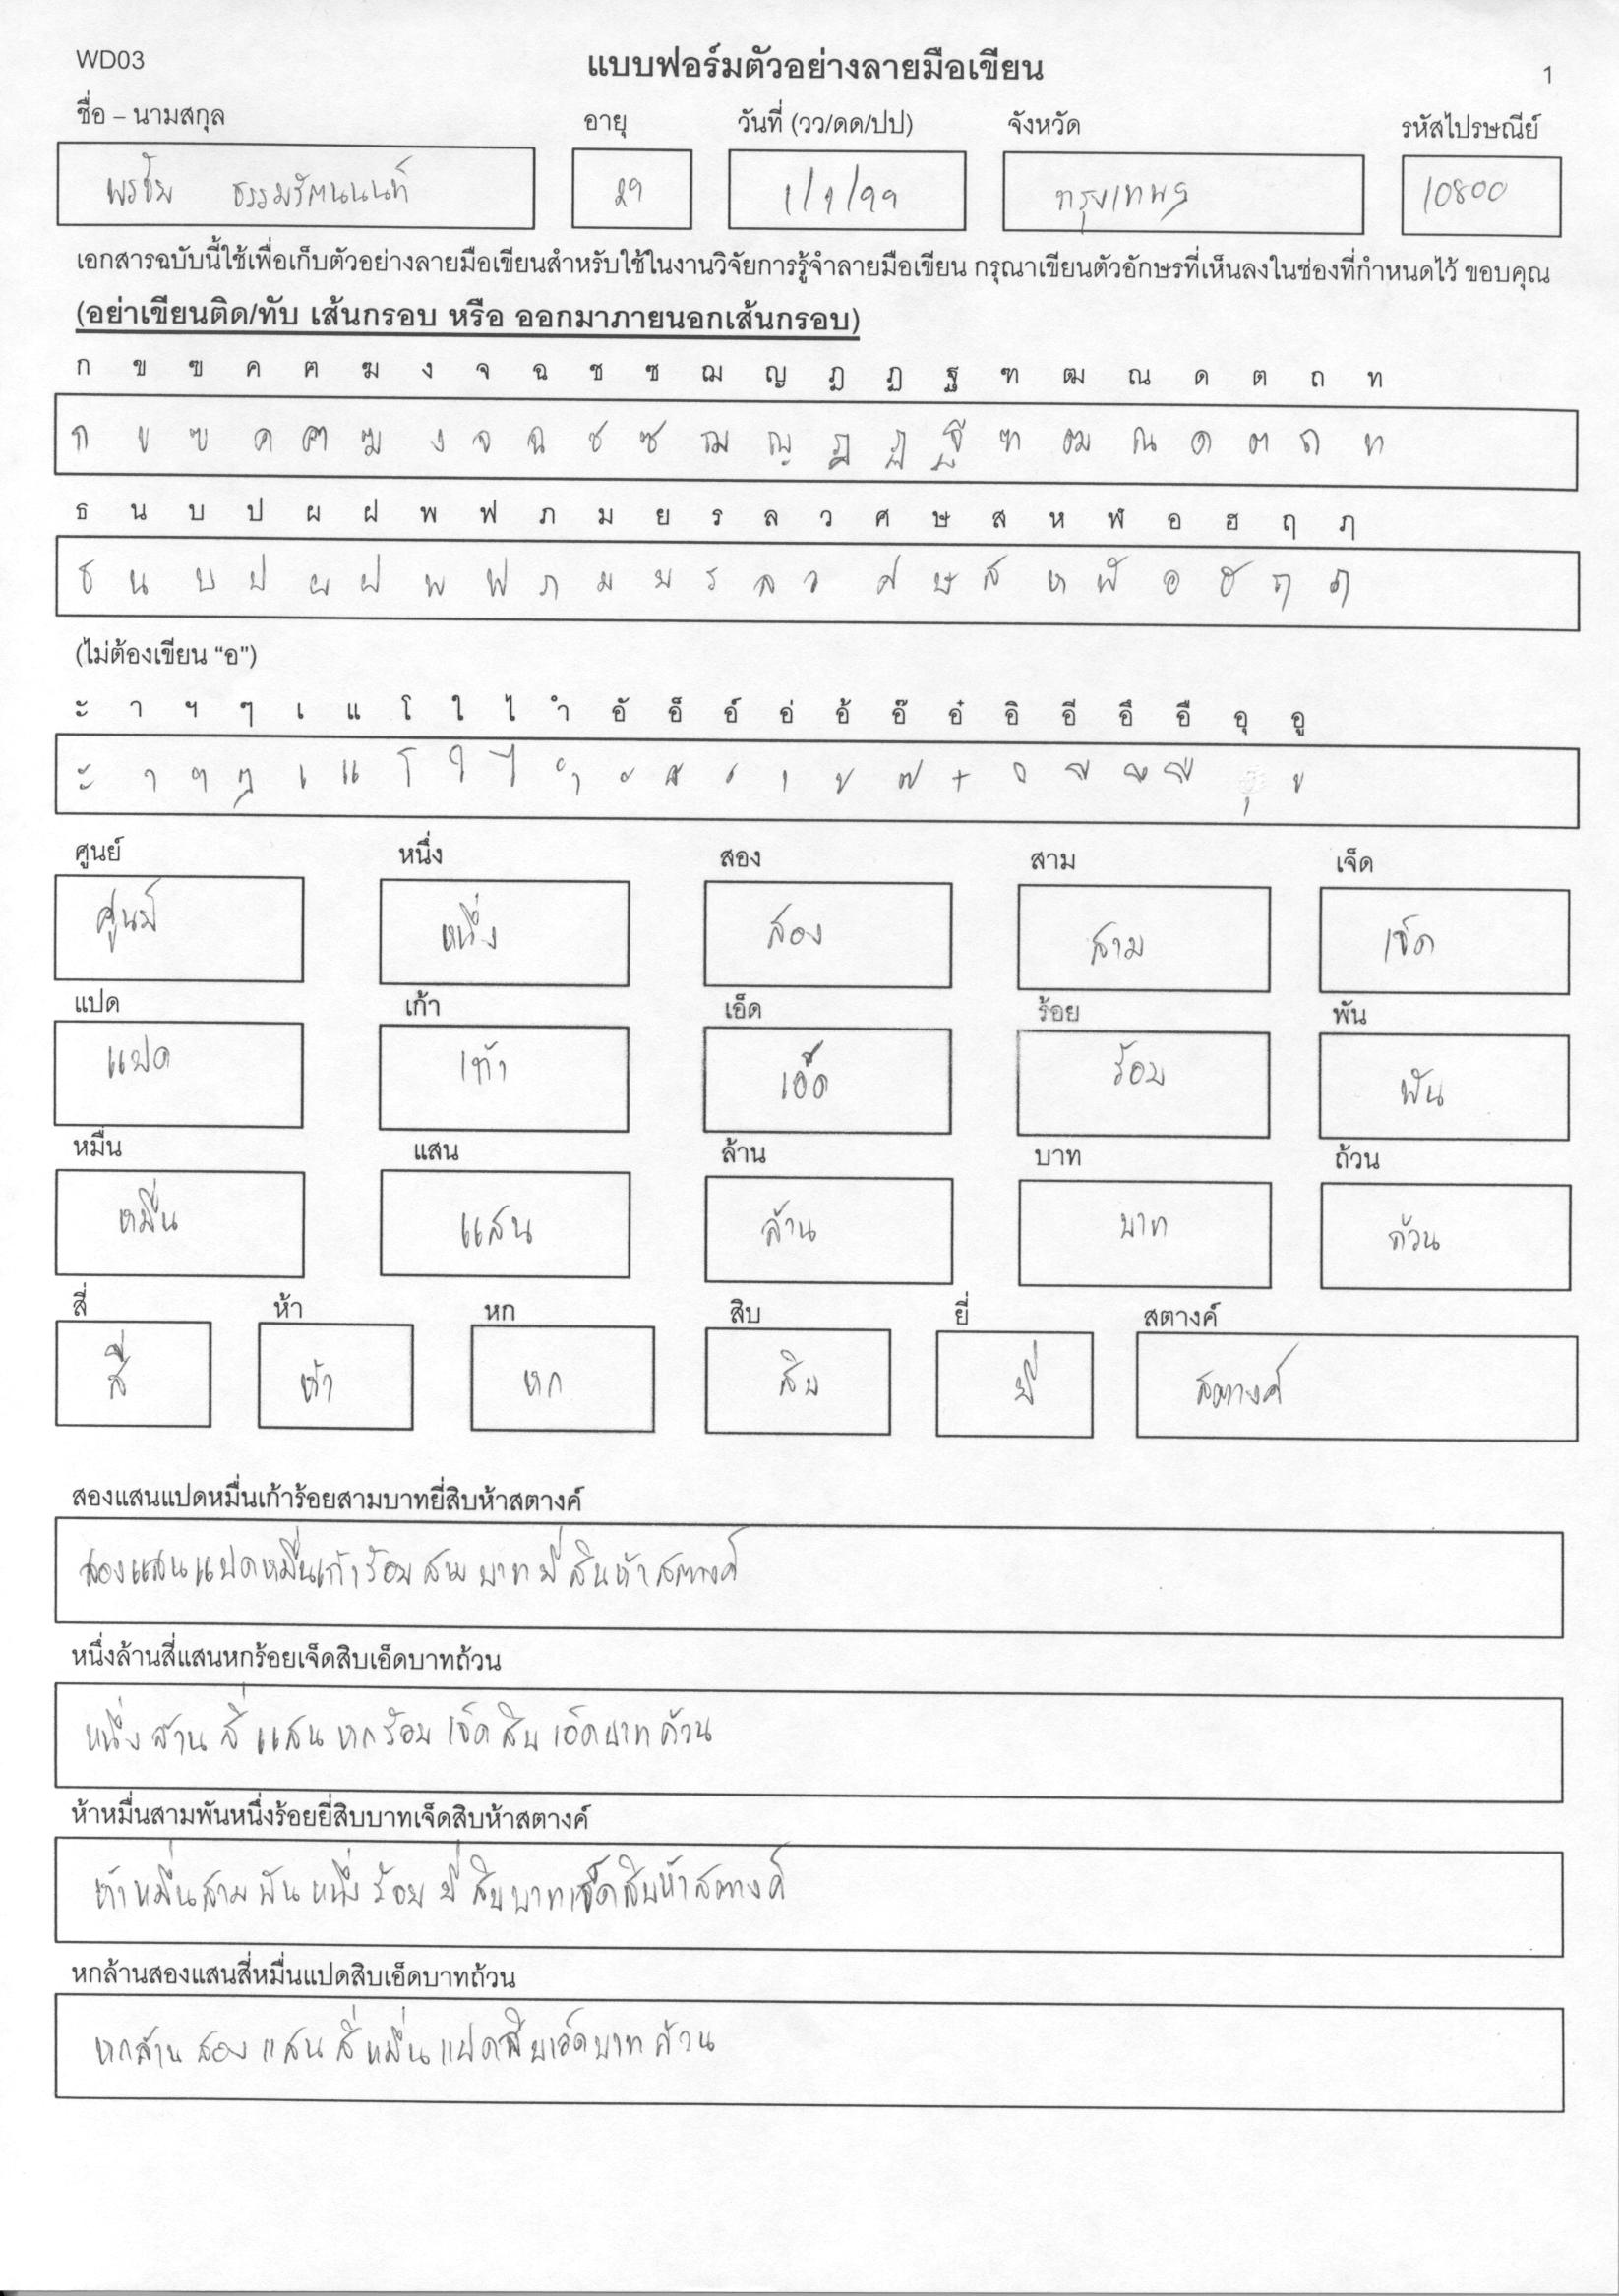 WD03 แบบฟอร์มตัวอย่างลายมือเขียน 1
ชื่อ – นามสกุล อายุ วันที่ (วว/ดด/ปป) จังหวัด รหัสไปรษณีย์
พรชัย ธรรมรัตนนนท์ 29 1/1/99 กรุงเทพฯ 10800
เอกสารฉบับนี้ใช้เพื่อเก็บตัวอย่างลายมือเขียนสำหรับใช้ในงานวิจัยการรู้จำลายมือเขียน กรุณาเขียนตัวอักษรที่เห็นลงในช่องที่กำหนดไว้ ขอบคุณ
(อย่าเขียนติด/ทับ เส้นกรอบ หรือ ออกมาภายนอกเส้นกรอบ)
ก ข ฃ ค ฅ ฆ ง จ ฉ ช ซ ฌ ญ ฎ ฏ ฐ ฑ ฒ ณ ด ต ถ ท
ก ข ฃ ค ฅ ฆ ง จ ฉ ช ซ ฌ ญ ฎ ฏ ฐ ฑ ฒ ณ ด ต ถ ท
ธ น บ ป ผ ฝ พ ฟ ภ ม ย ร ล ว ศ ษ ส ห ฬ อ ฮ ฤ ฦ
ธ น บ ป ผ ฝ พ ฟ ภ ม ย ร ล ว ศ ษ ส ห ฬ อ ฮ ฤ ฦ
(ไม่ต้องเขียน “อ”)
ะ า ฯ ๆ เ แ โ ใ ไ ำ อั อ็ อ์ อ่ อ้ อ๊ อ๋ อิ อี อึ อื อุ อู
ะ า ฯ ๆ เ แ โ ใ ไ ำ ั ็ ์ ่ ้ ๊ ๋ ิ ี ึ ื ุ ู
ศูนย์ หนึ่ง สอง สาม เจ็ด
ศูนย์ หนึ่ง สอง สาม เจ็ด
แปด เก้า เอ็ด ร้อย พัน
แปด เก้า เอ็ด ร้อย พัน
หมื่น แสน ล้าน บาท ถ้วน
หมื่น แสน ล้าน บาท ถ้วน
สี่ ห้า หก สิบ ยี่ สตางค์
สี่ ห้า หก สิบ ยี่ สตางค์
สองแสนแปดหมื่นเก้าร้อยสามบาทยี่สิบห้าสตางค์
สองแสนแปดหมื่นเก้าร้อยสามบาทยี่สิบห้าสตางค์
หนึ่งล้านสี่แสนหกร้อยเจ็ดสิบเอ็ดบาทถ้วน
หนึ่งล้านสี่แสนหกร้อยเจ็ดสิบเอ็ดบาทถ้วน
ห้าหมื่นสามพันหนึ่งร้อยยี่สิบบาทเจ็ดสิบห้าสตางค์
ห้าหมื่นสามพันหนึ่งร้อยยี่สิบบาทเจ็ดสิบห้าสตางค์
หกล้านสองแสนสี่หมื่นแปดสิบเอ็ดบาทถ้วน
หกล้านสองแสนสี่หมื่นแปดสิบเอ็ดบาทถ้วน